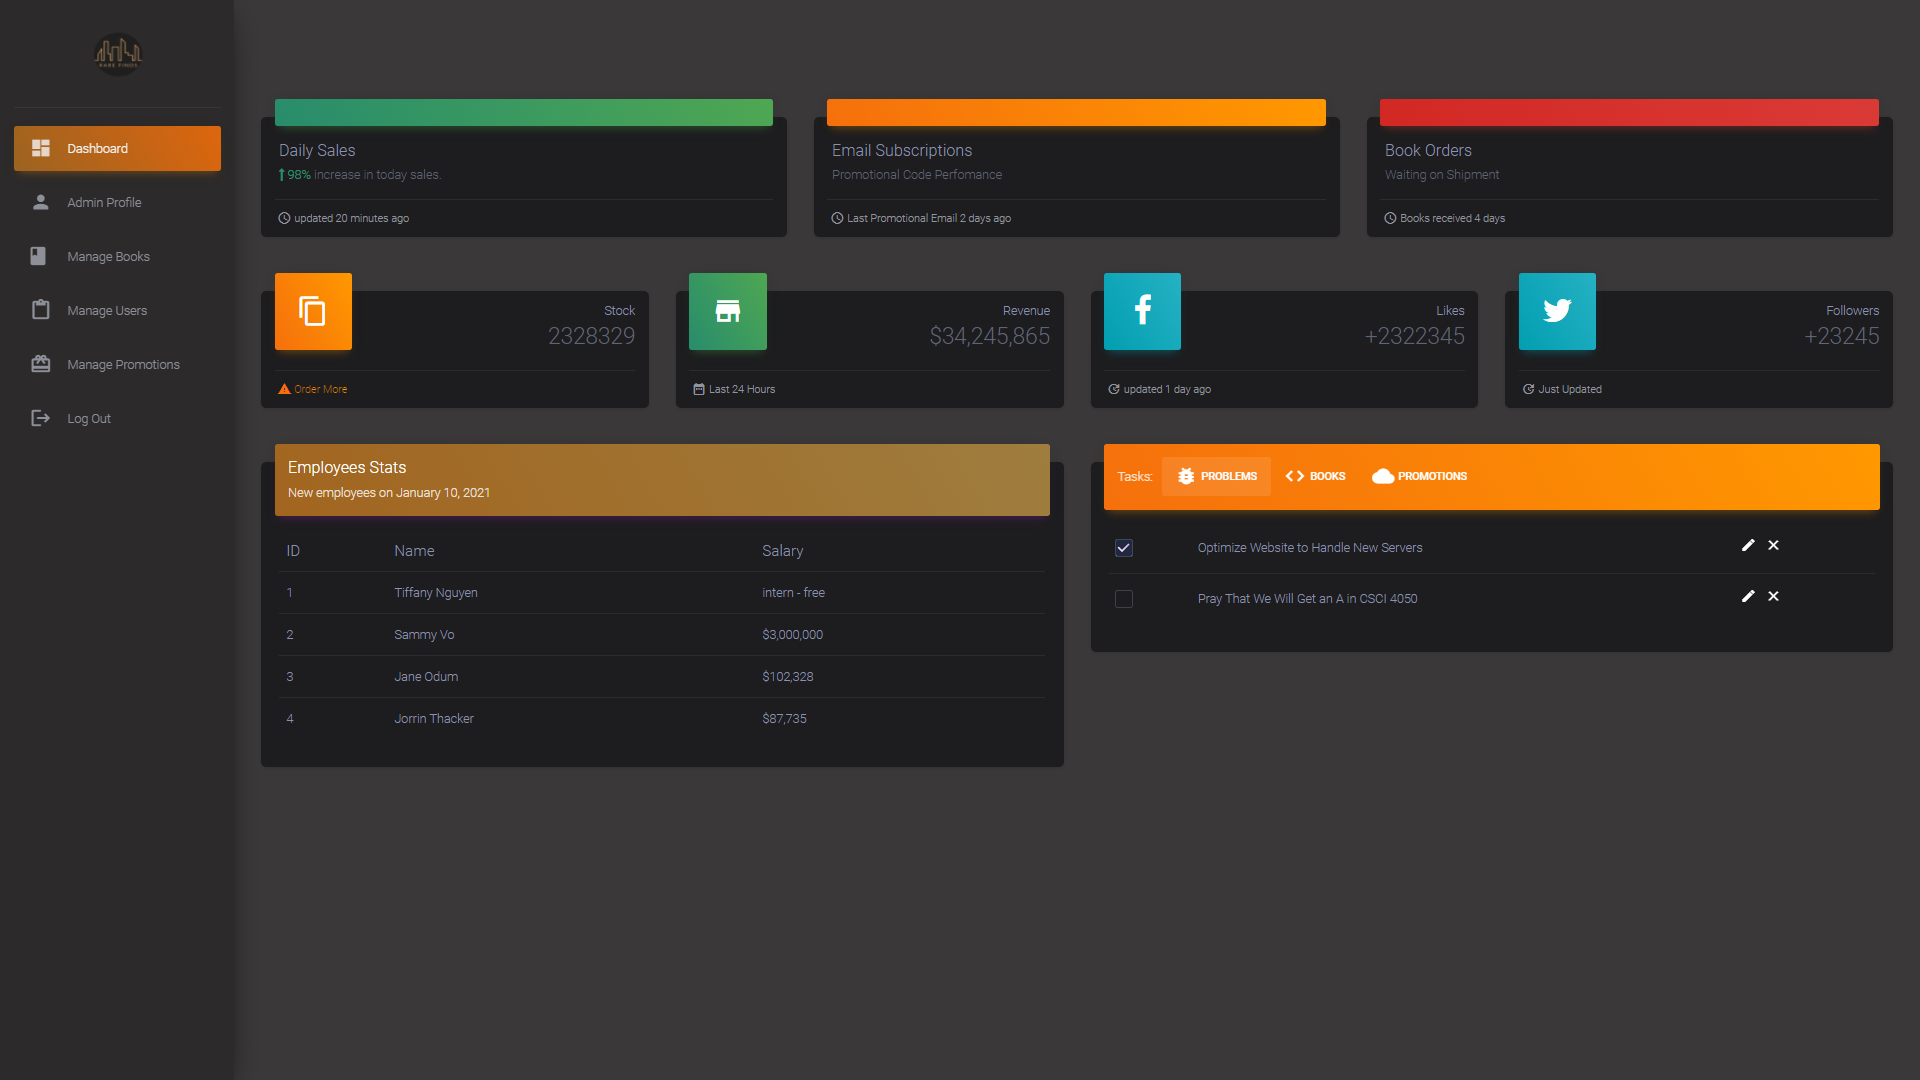 RARE FINDS
Dashboard
Admin Profile
Manage Books
Manage Users
Manage Promotions
Log Out
Daily Sales
98% increase in today sales.
updated 20 minutes ago
Email Subscriptions
Promotional Code Perfomance
Last Promotional Email 2 days ago
Book Orders
Waiting on Shipment
Books received 4 days
Stock
2328329
Order More
Revenue
$34,245,865
Last 24 Hours
Likes
+2322345
updated 1 day ago
Followers
+23245
Just Updated
Employees Stats
New employees on January 10, 2021
ID Name Salary
1 Tiffany Nguyen intern - free
2 Sammy Vo $3,000,000
3 Jane Odum $102,328
4 Jorrin Thacker $87,735
Tasks: PROBLEMS BOOKS PROMOTIONS
Optimize Website to Handle New Servers
Pray That We Will Get an A in CSCI 4050